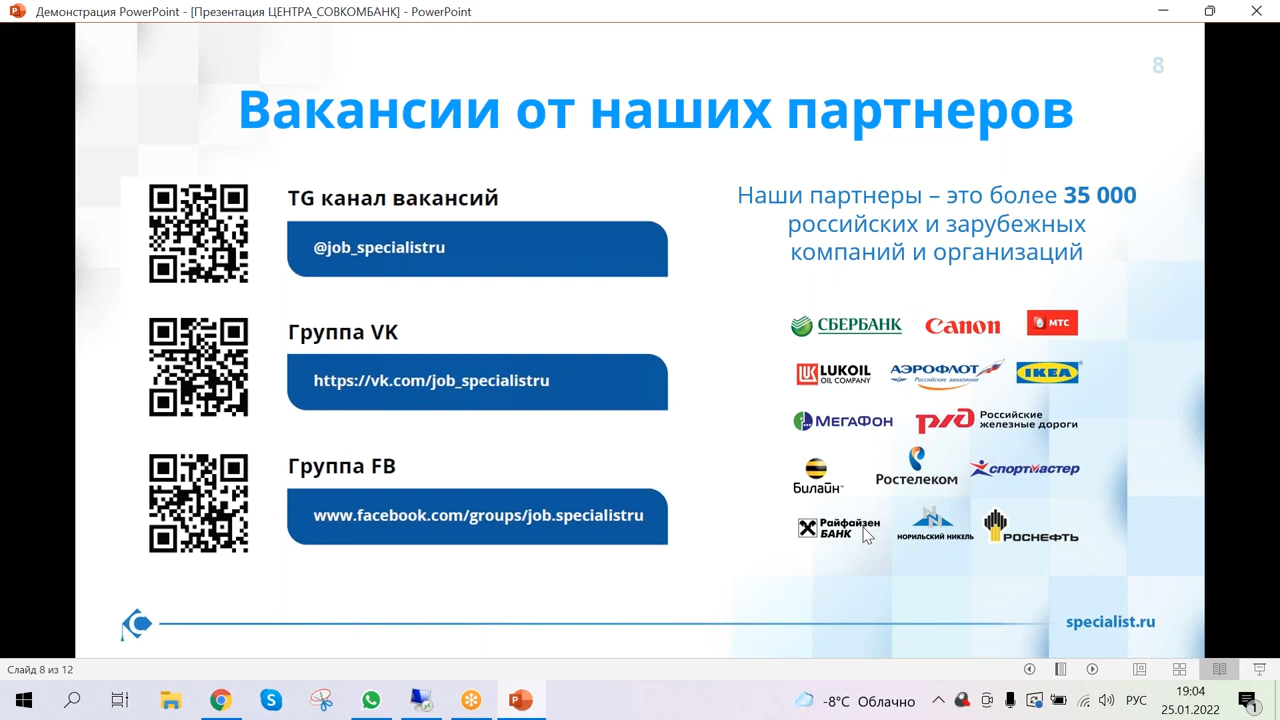 Демонстрация PowerPoint - [Презентация ЦЕНТРА_СОВКОМБАНК] - PowerPoint
8
Вакансии от наших партнеров
TG канал вакансий
@job_specialistru
Группа VK
https://vk.com/job_specialistru
Группа FB
www.facebook.com/groups/job.specialistru
Наши партнеры – это более 35 000
российских и зарубежных
компаний и организаций
СБЕРБАНК Canon МТС
LUKOIL
OIL COMPANY
АЭРОФЛОТ
Российские авиалинии
IKEA
МЕГАФОН
ржд Российские
железные дороги
Билайн
Ростелеком
СПОРТМАСТЕР
Райфайзен
БАНК
НОРИЛЬСКИЙ НИКЕЛЬ
РОСНЕФТЬ
specialist.ru
Слайд 8 из 12
-8°C Облачно
РУС
19:04
25.01.2022
1